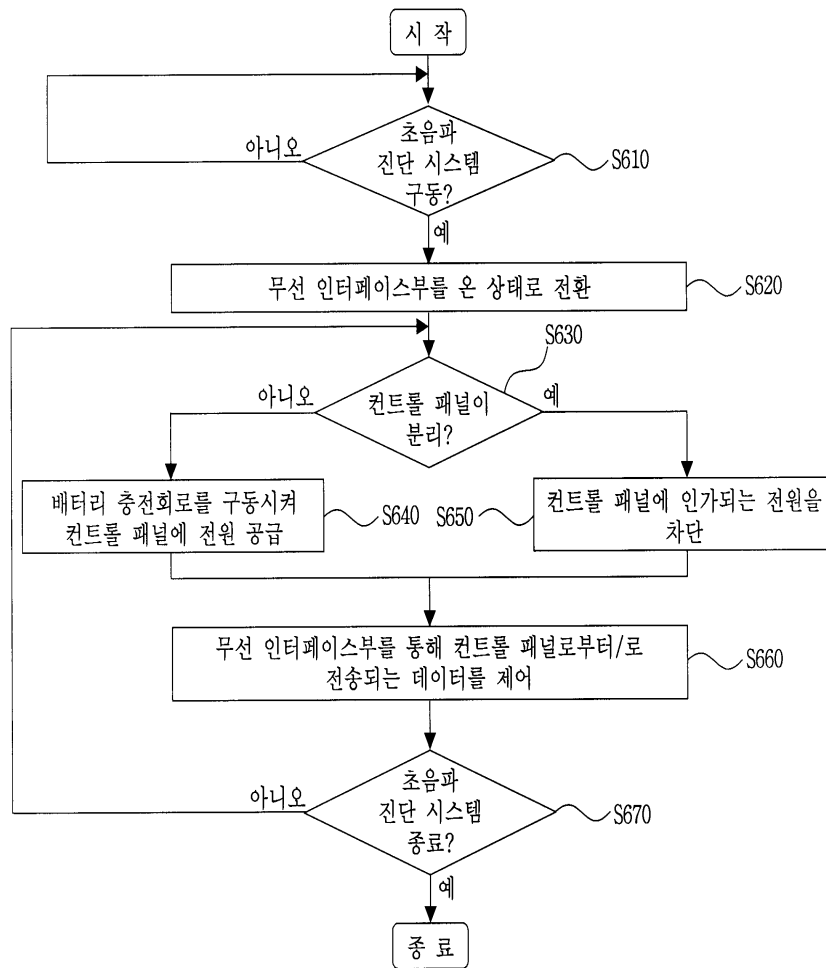 시 작
초음파
진단 시스템
구동?
아니오
S610
예
무선 인터페이스부를 온 상태로 전환
S620
S630
아니오
컨트롤 패널이
분리?
예
배터리 충전회로를 구동시켜
컨트롤 패널에 전원 공급
S640
S650
컨트롤 패널에 인가되는 전원을
차단
무선 인터페이스부를 통해 컨트롤 패널로부터/로
전송되는 데이터를 제어
S660
초음파
진단 시스템
종료?
아니오
S670
예
종 료